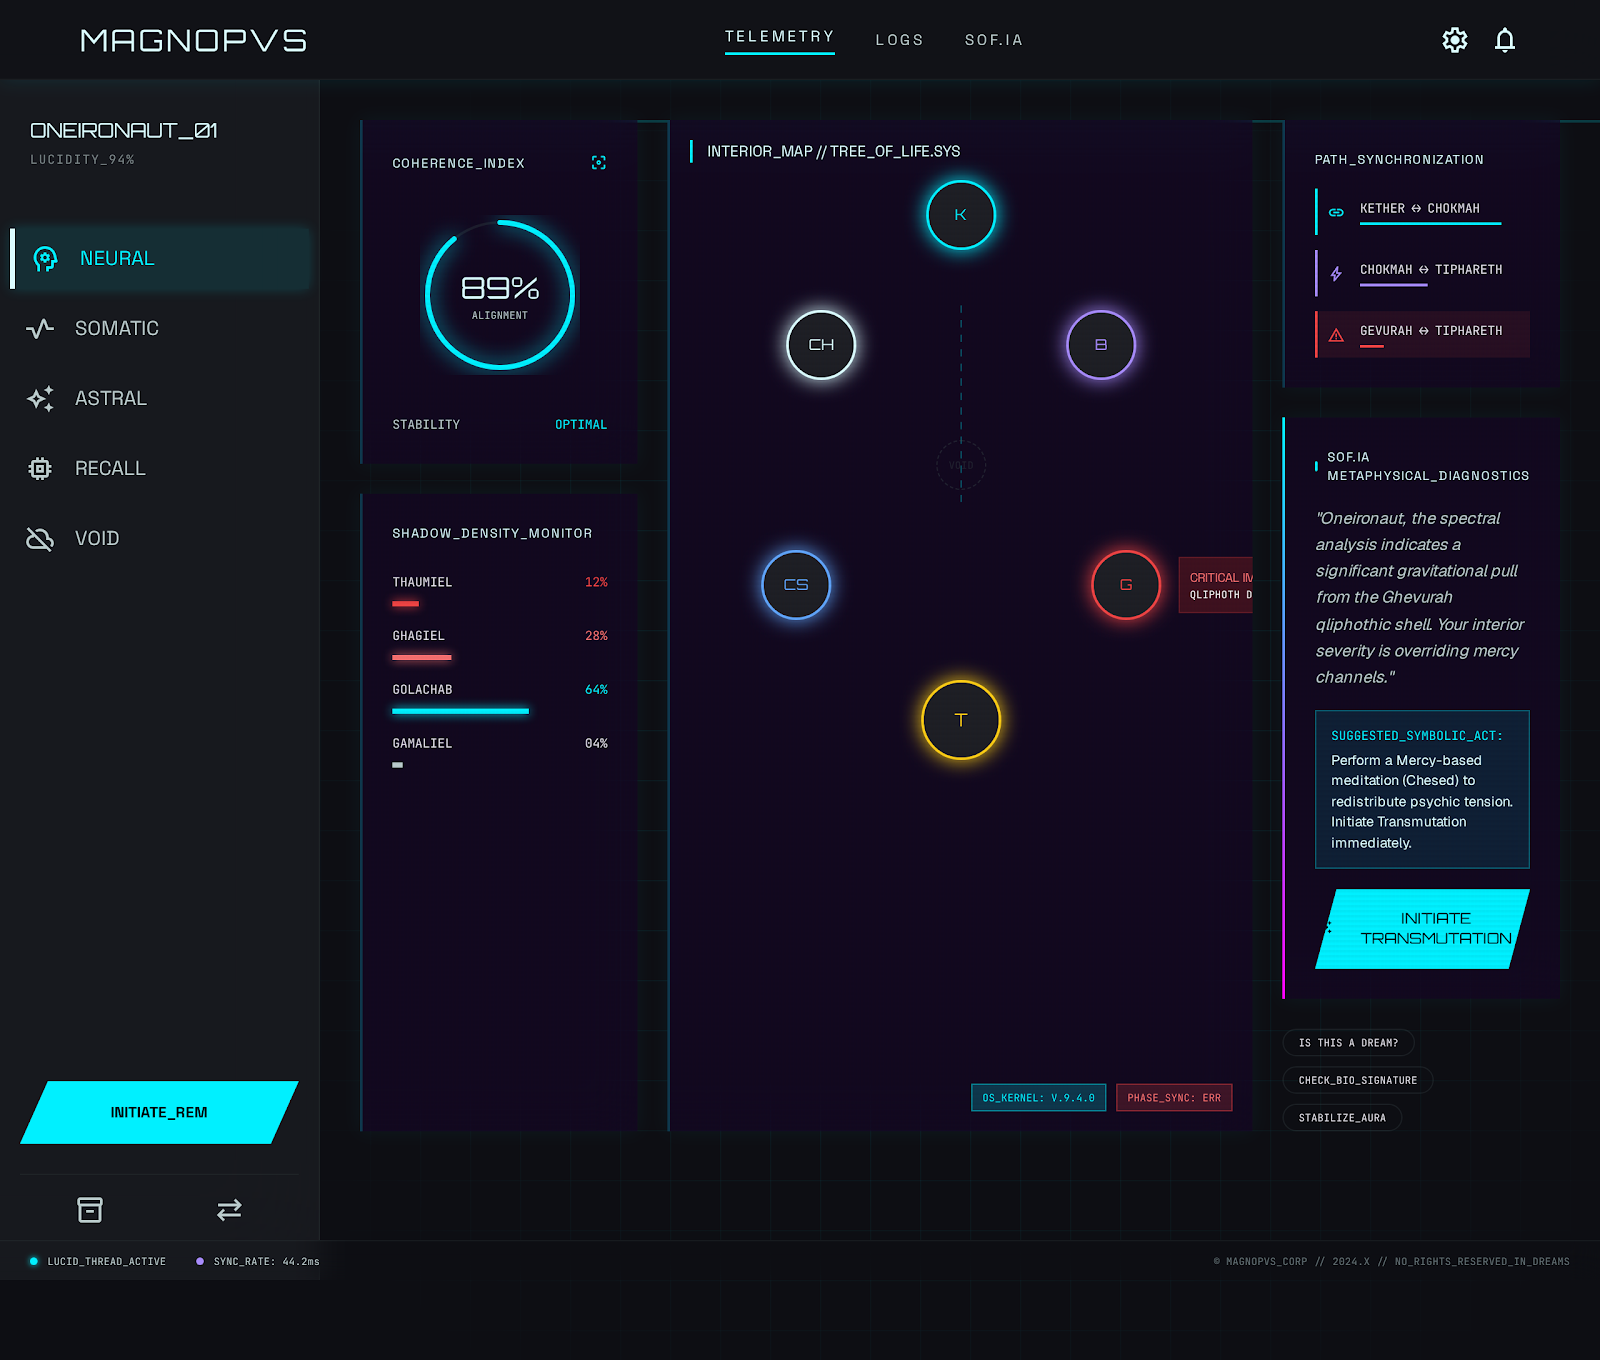 MAGNOPVS
TELEMETRY
LOGS
SOF.IA
ONEIRONAUT_01
LUCIDITY_94%
NEURAL
SOMATIC
ASTRAL
RECALL
VOID
INITIATE_REM
COHERENCE_INDEX
89%
ALIGNMENT
STABILITY
OPTIMAL
SHADOW_DENSITY_MONITOR
THAUMIEL
12%
GHAGIEL
28%
GOLACHAB
64%
GAMALIEL
04%
INTERIOR_MAP // TREE_OF_LIFE.SYS
K
CH
B
VOID
CS
G
CRITICAL IM
QLIPHOTH D
T
OS_KERNEL: V.9.4.0
PHASE_SYNC: ERR
PATH_SYNCHRONIZATION
KETHER ↔ CHOKMAH
CHOKMAH ↔ TIPHARETH
GEVURAH ↔ TIPHARETH
SOF.IA
METAPHYSICAL_DIAGNOSTICS
"Oneironaut, the spectral
analysis indicates a
significant gravitational pull
from the Ghevurah
qliphothic shell. Your interior
severity is overriding mercy
channels."
SUGGESTED_SYMBOLIC_ACT:
Perform a Mercy-based
meditation (Chesed) to
redistribute psychic tension.
Initiate Transmutation
immediately.
INITIATE
TRANSMUTATION
IS THIS A DREAM?
CHECK_BIO_SIGNATURE
STABILIZE_AURA
LUCID_THREAD_ACTIVE
SYNC_RATE: 44.2ms
© MAGNOPVS_CORP // 2024.X // NO_RIGHTS_RESERVED_IN_DREAMS